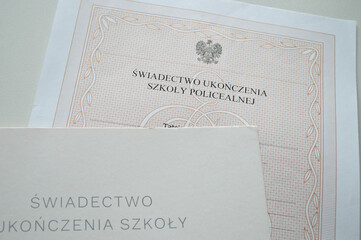 ŚWIADECTWO UKOŃCZENIA
SZKOŁY POLICEALNEJ
ŚWIADECTWO
UKOŃCZENIA SZKOŁY